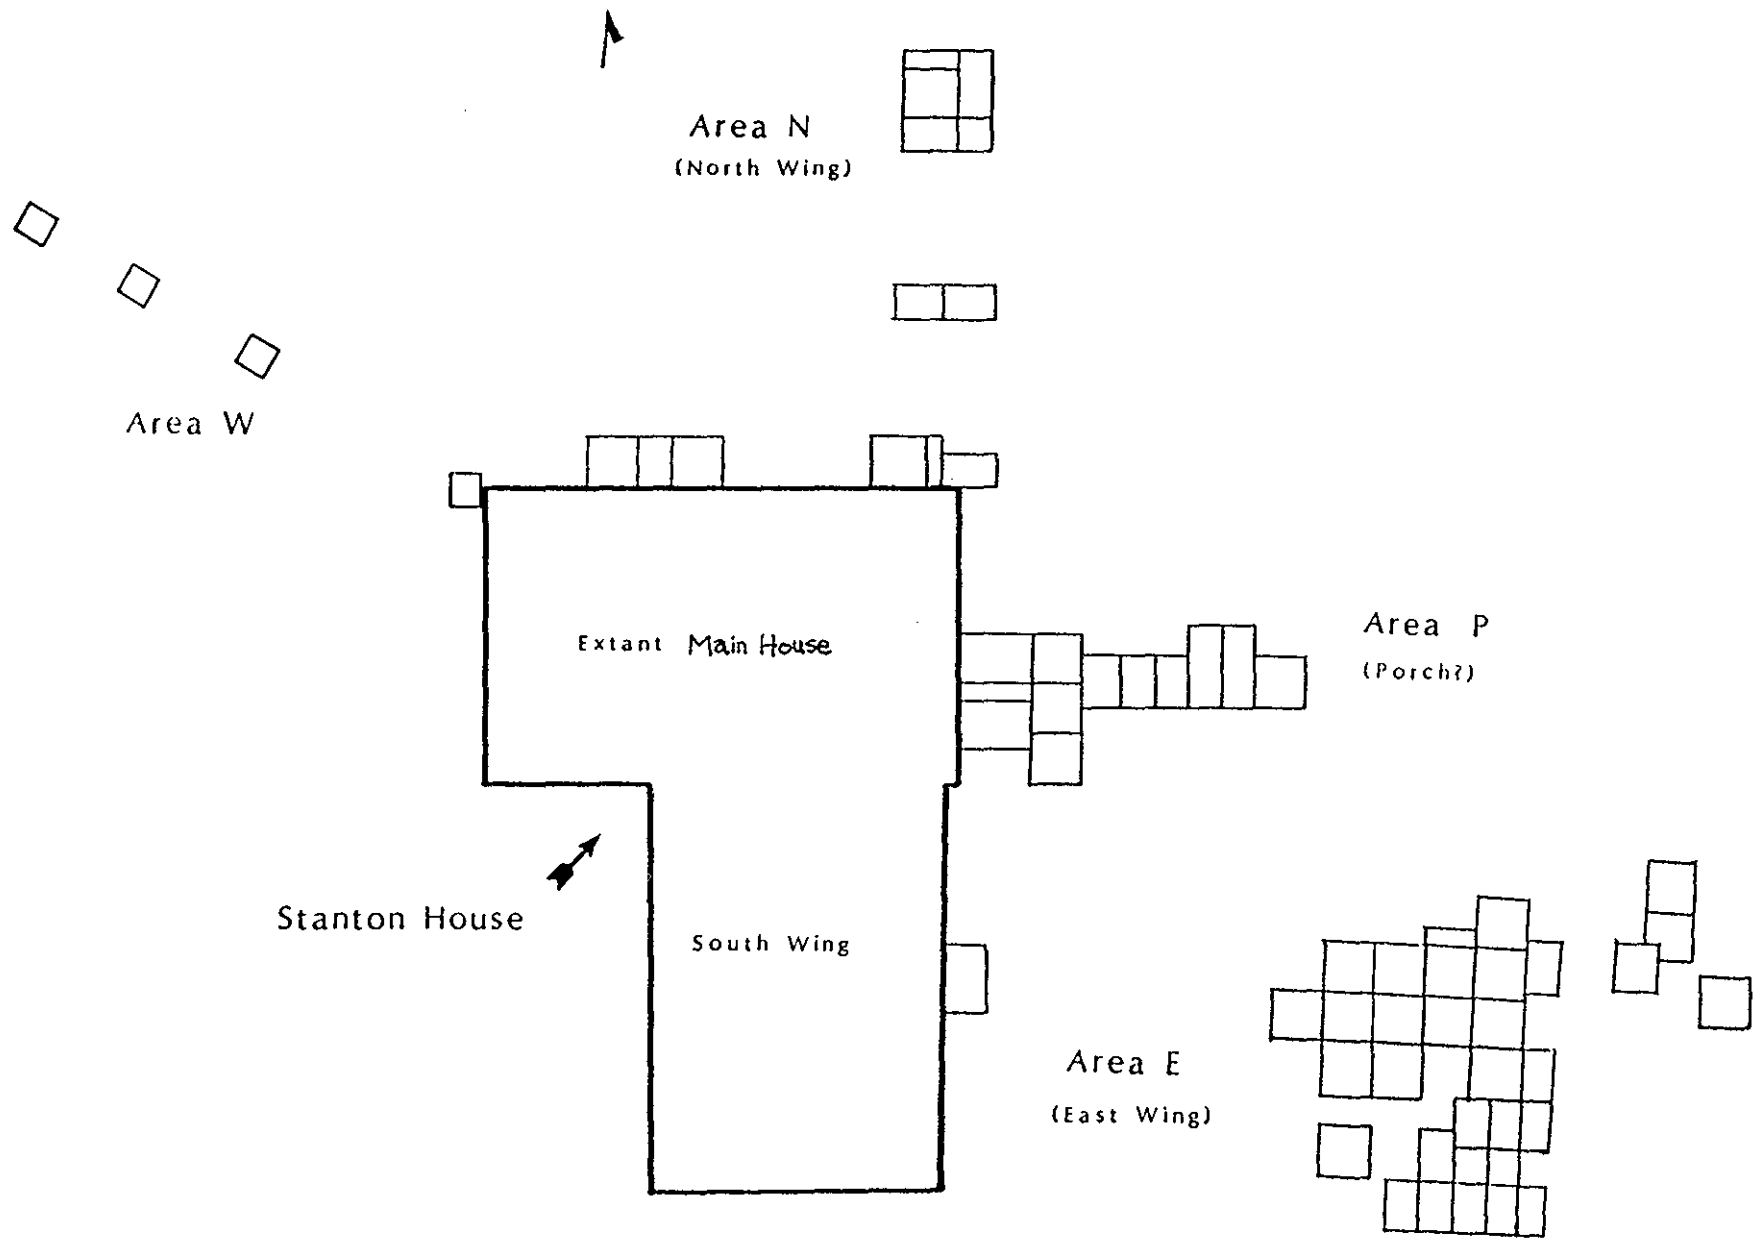 Area N
(North Wing)
Area W
Extant Main House
Area P
(Porch?)
Stanton House
South Wing
Area E
(East Wing)